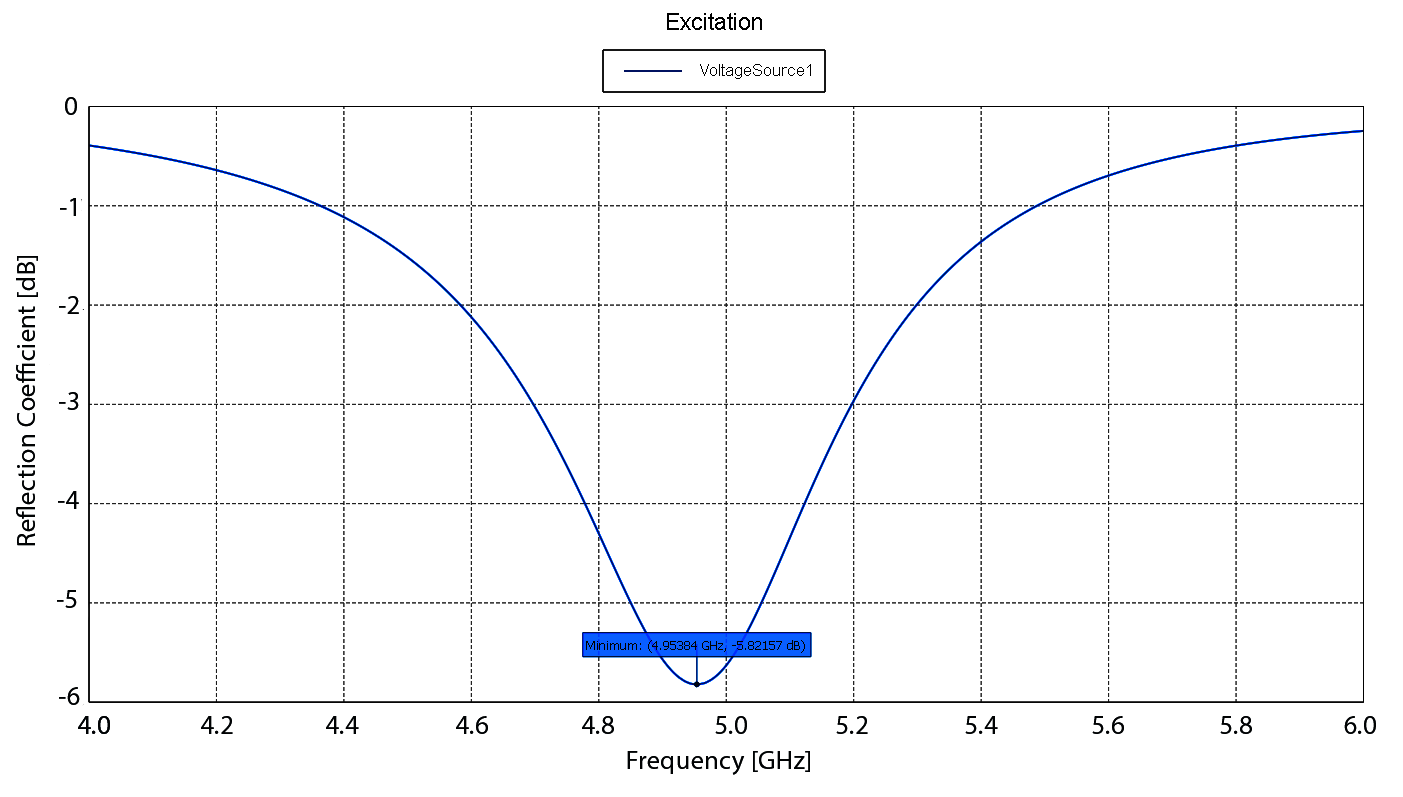 Excitation
VoltageSource1
0
-1
-2
-3
-4
-5
-6
Reflection Coefficient [dB]
Minimum: (4.95384 GHz, -5.82157 dB)
4.0 4.2 4.4 4.6 4.8 5.0 5.2 5.4 5.6 5.8 6.0
Frequency [GHz]